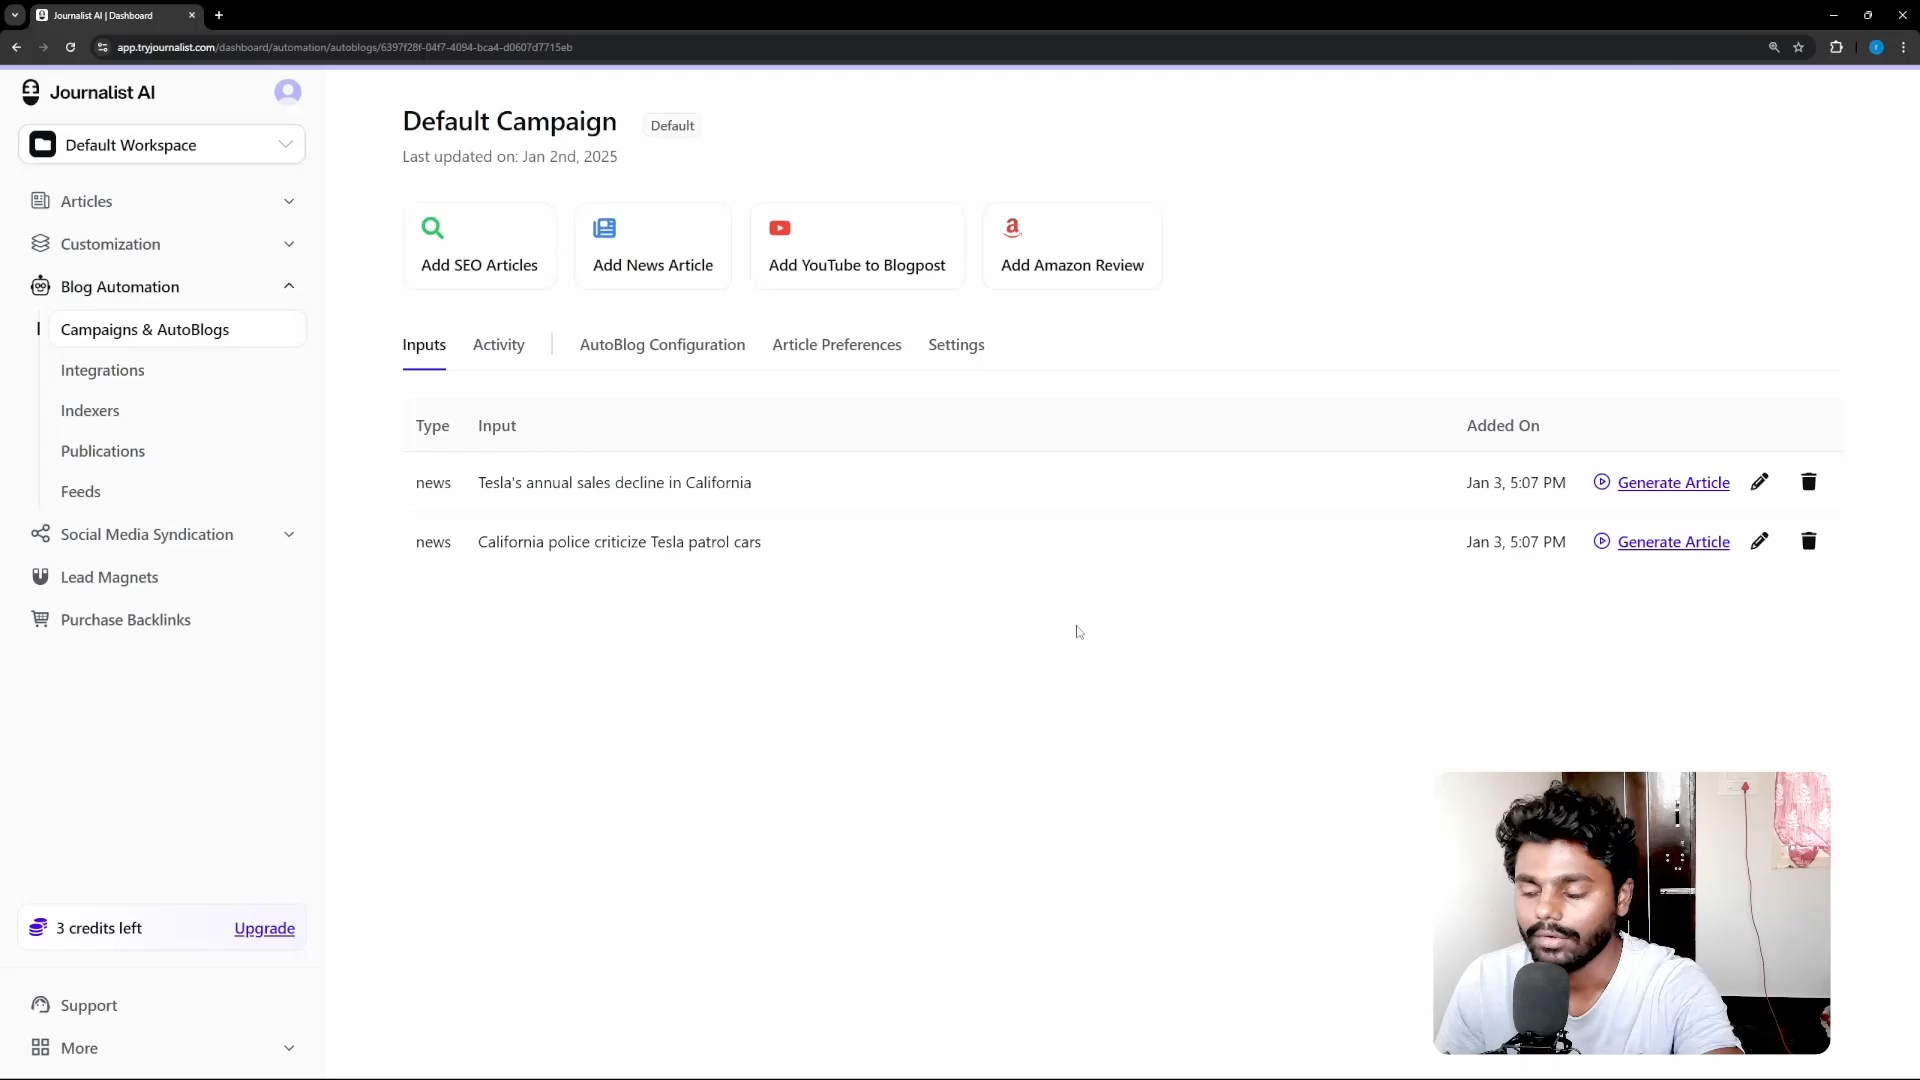 Journalist AI | Dashboard
app.tryjournalist.com/dashboard/automation/autoblogs/6397f28f-04f7-4094-bca4-d0607d7715eb
Journalist AI
Default Workspace
Articles
Customization
Blog Automation
Campaigns & AutoBlogs
Integrations
Indexers
Publications
Feeds
Social Media Syndication
Lead Magnets
Purchase Backlinks
3 credits left Upgrade
Support
More
Default Campaign Default
Last updated on: Jan 2nd, 2025
Add SEO Articles Add News Article Add YouTube to Blogpost Add Amazon Review
Inputs Activity AutoBlog Configuration Article Preferences Settings
Type Input Added On
news Tesla's annual sales decline in California Jan 3, 5:07 PM Generate Article
news California police criticize Tesla patrol cars Jan 3, 5:07 PM Generate Article